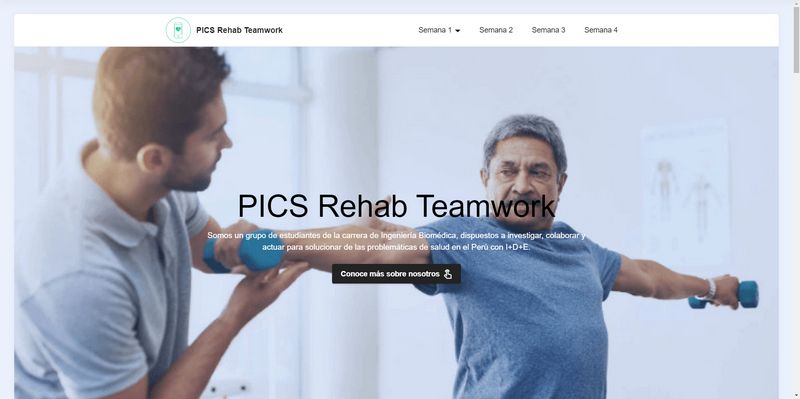 PICS Rehab Teamwork
Semana 1
Semana 2
Semana 3
Semana 4
PICS Rehab Teamwork
Somos un grupo de estudiantes de la carrera de Ingeniería Biomédica, dispuestos a investigar, colaborar y
actuar para solucionar de las problemáticas de salud en el Perú con I+D+E.
Conoce más sobre nosotros